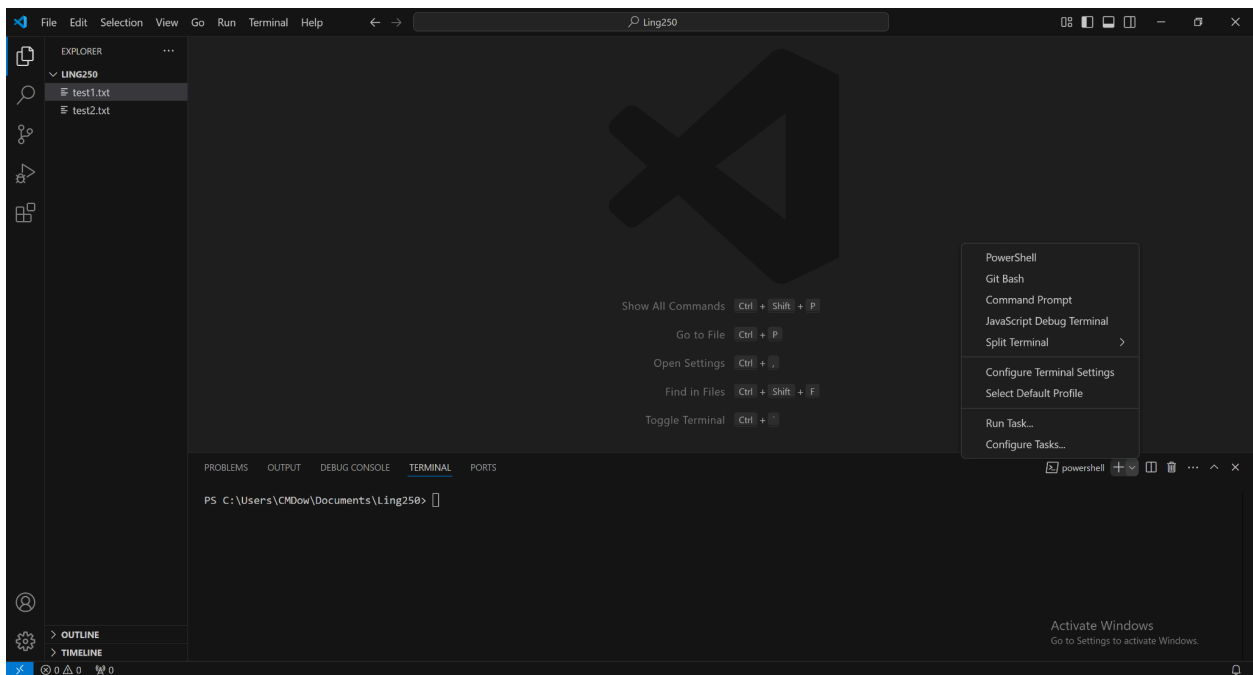 File Edit Selection View Go Run Terminal Help ← → Ling250
EXPLORER ...
LING250
test1.txt
test2.txt
Show All Commands Ctrl + Shift + P
Go to File Ctrl + P
Open Settings Ctrl + ,
Find in Files Ctrl + Shift + F
Toggle Terminal Ctrl + `
PowerShell
Git Bash
Command Prompt
JavaScript Debug Terminal
Split Terminal >
Configure Terminal Settings
Select Default Profile
Run Task...
Configure Tasks...
PROBLEMS OUTPUT DEBUG CONSOLE TERMINAL PORTS powershell
PS C:\Users\CMDow\Documents\Ling250>
OUTLINE
TIMELINE
Activate Windows
Go to Settings to activate Windows.
0 0 0